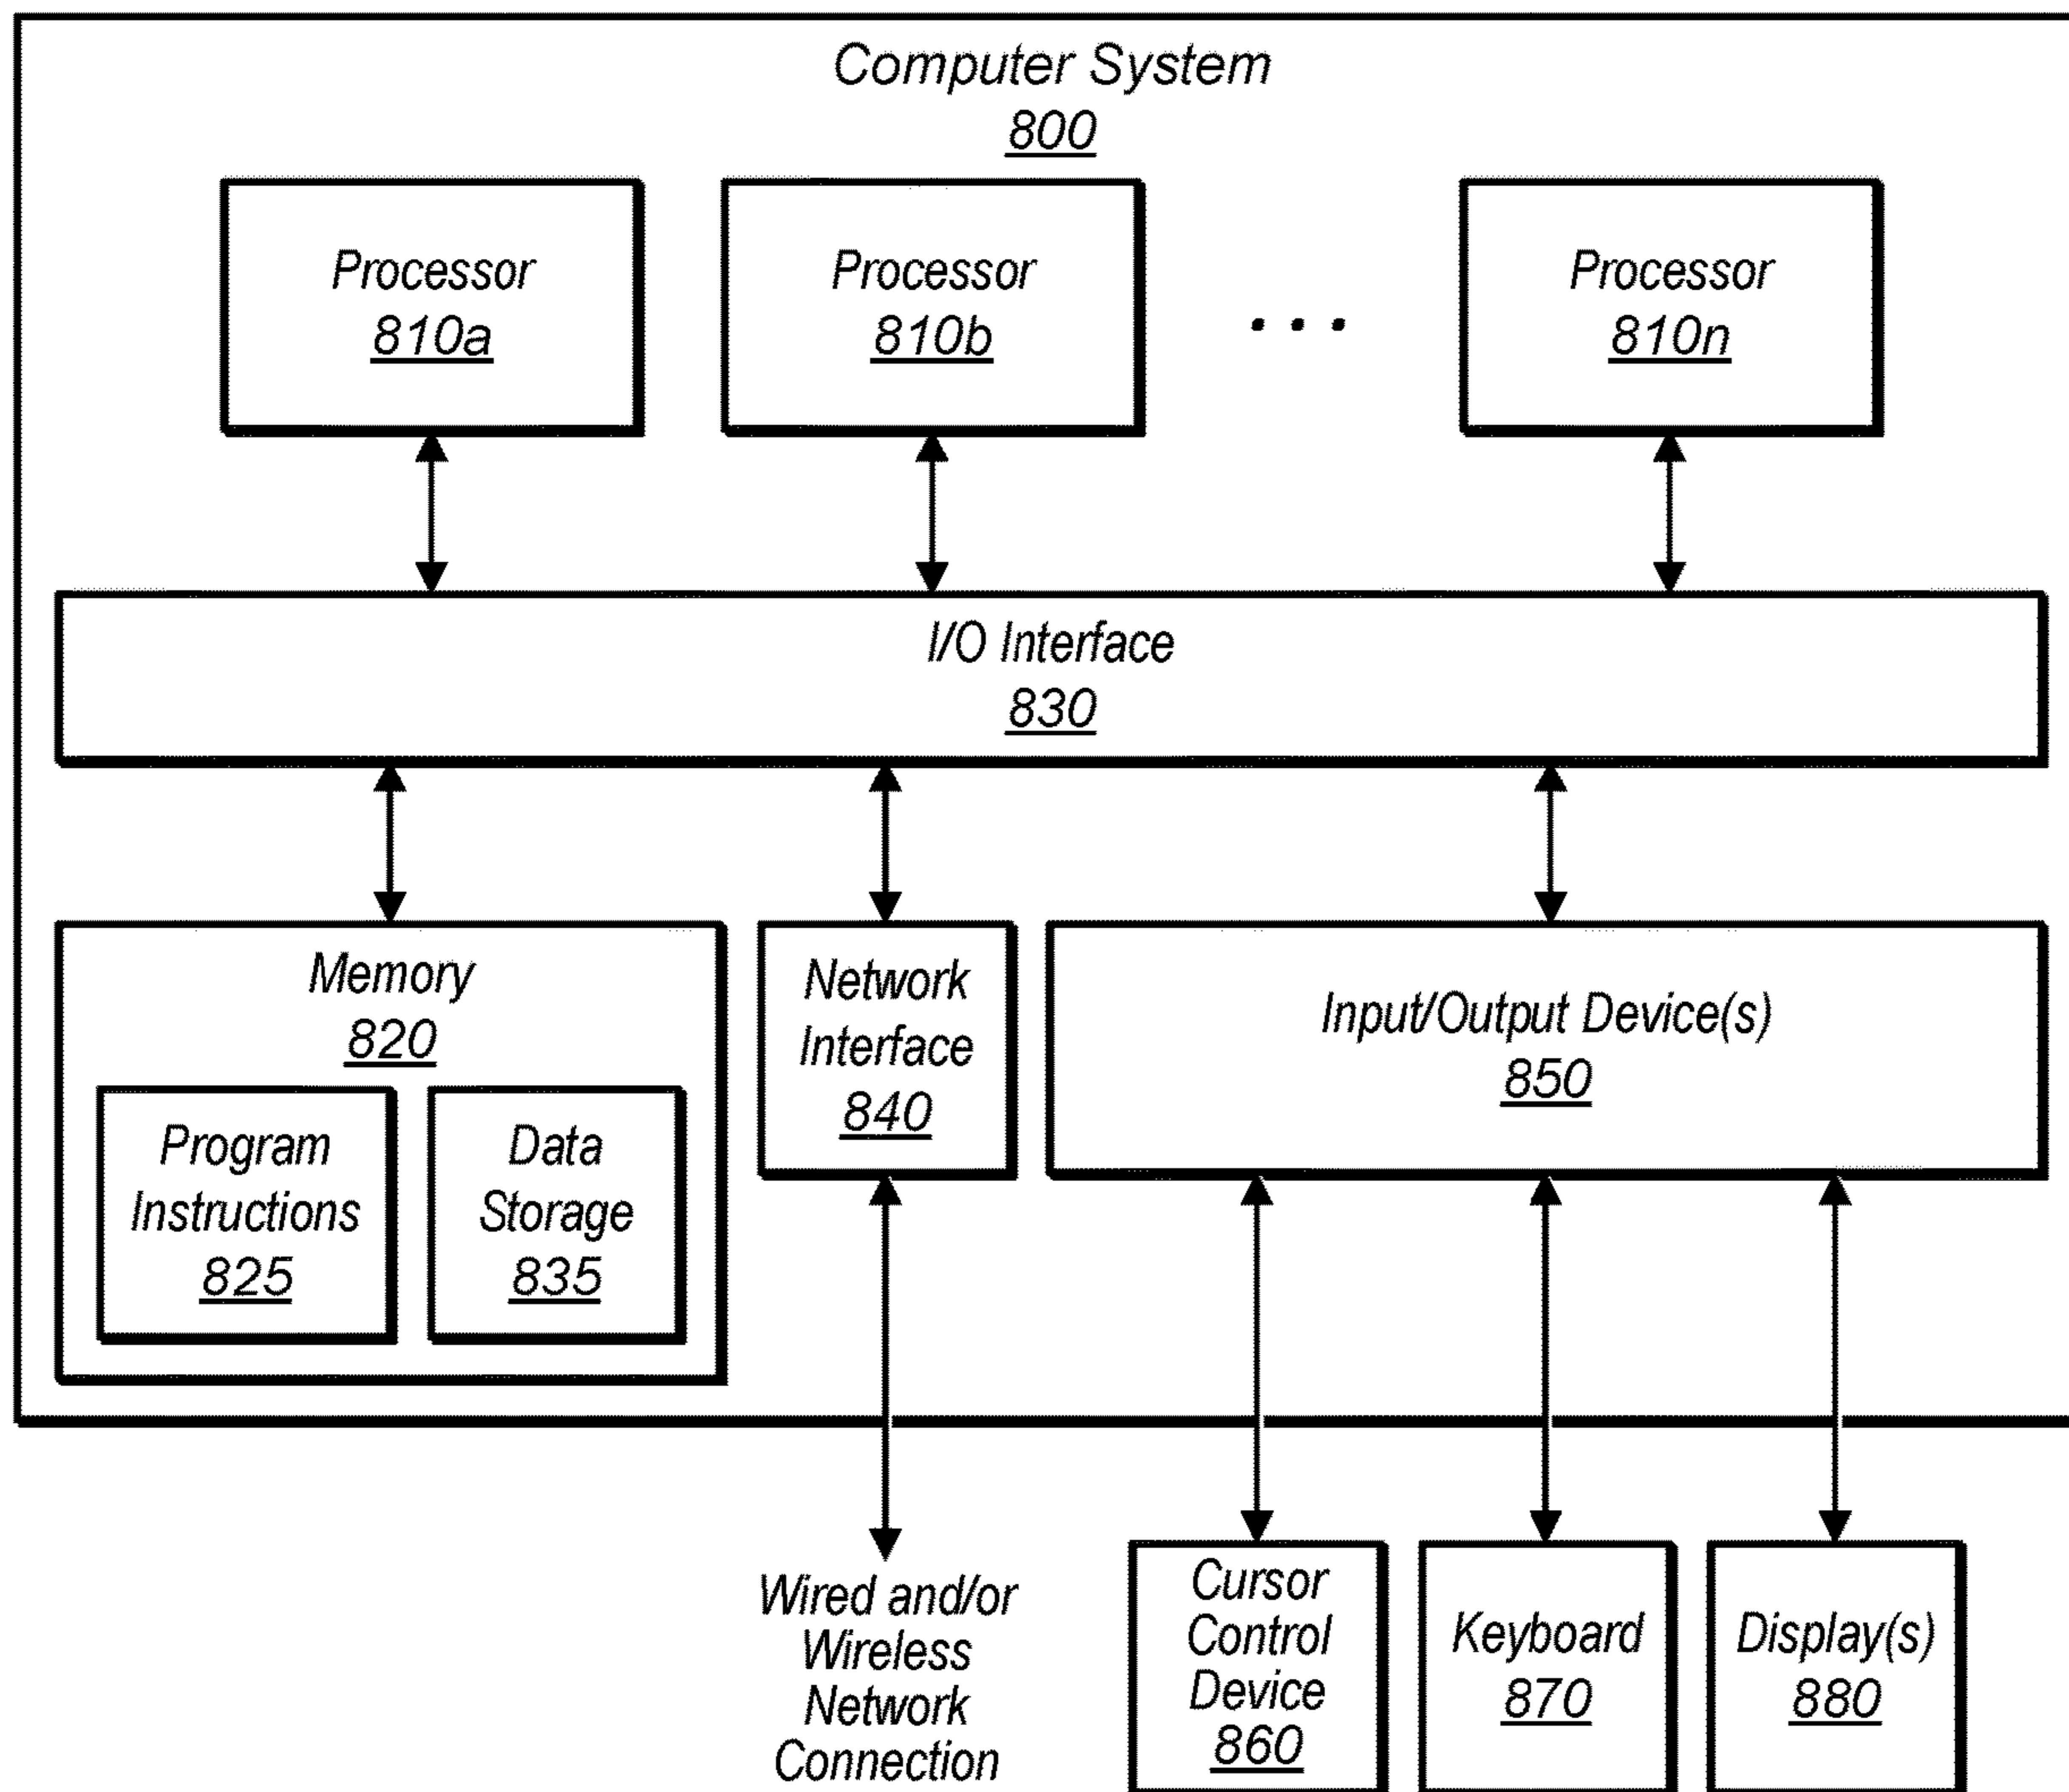 Computer System
800
Processor
810a
Processor
810b
. . .
Processor
810n
I/O Interface
830
Memory
820
Program
Instructions
825
Data
Storage
835
Network
Interface
840
Input/Output Device(s)
850
Wired and/or
Wireless
Network
Connection
Cursor
Control
Device
860
Keyboard
870
Display(s)
880